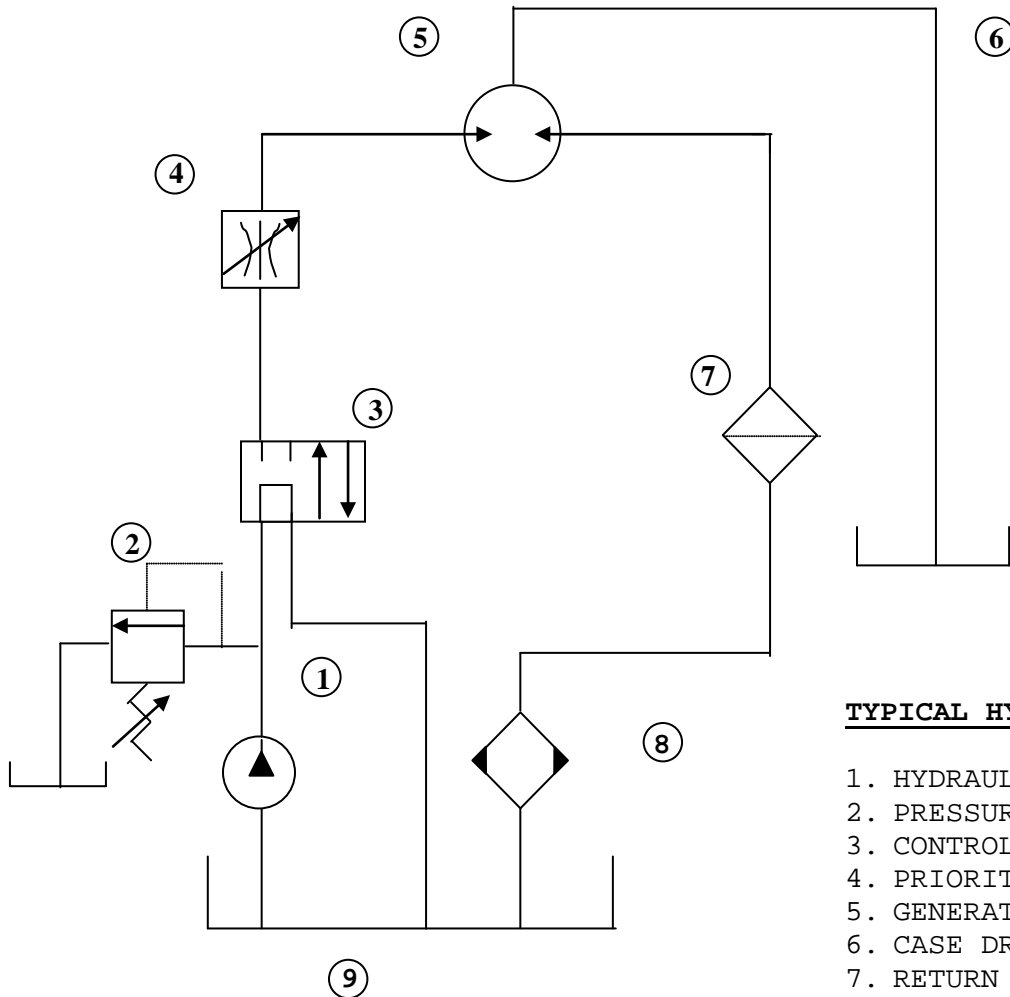 5
6
4
7
3
2
1
8
9
TYPICAL HY
1. HYDRAUL
2. PRESSUR
3. CONTROL
4. PRIORIT
5. GENERAT
6. CASE DR
7. RETURN